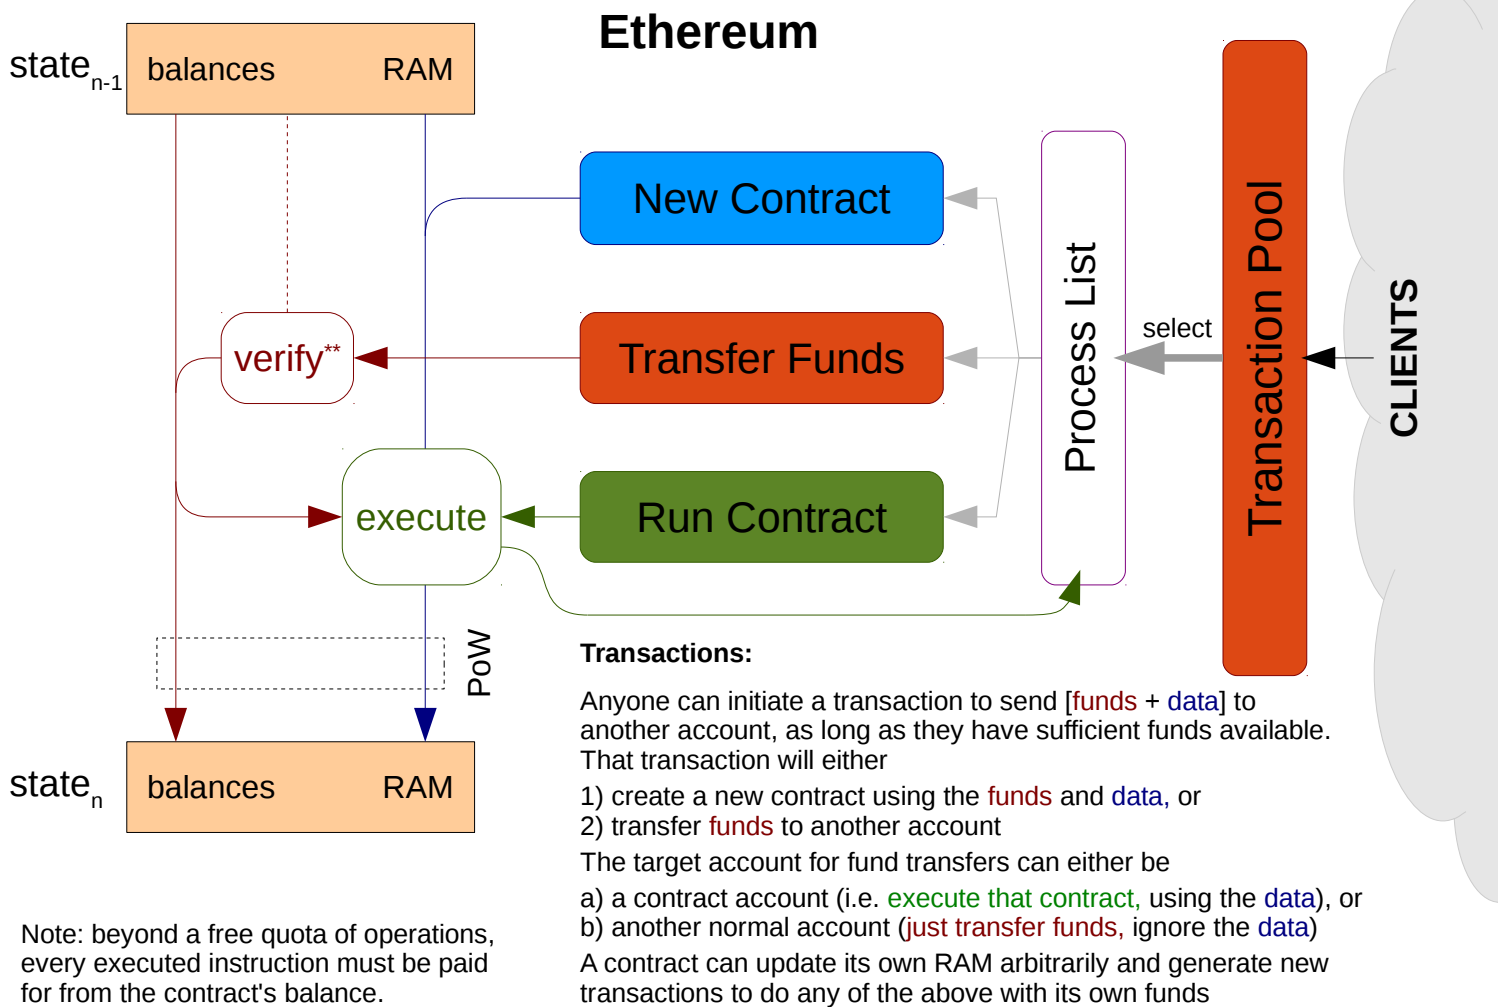 Ethereum
state n-1
balances RAM
New Contract
Transfer Funds
Run Contract
verify**
execute
Process List
select
Transaction Pool
CLIENTS
PoW
state n
balances RAM
Note: beyond a free quota of operations,
every executed instruction must be paid
for from the contract's balance.
Transactions:
Anyone can initiate a transaction to send [funds + data] to
another account, as long as they have sufficient funds available.
That transaction will either
1) create a new contract using the funds and data, or
2) transfer funds to another account
The target account for fund transfers can either be
a) a contract account (i.e. execute that contract, using the data), or
b) another normal account (just transfer funds, ignore the data)
A contract can update its own RAM arbitrarily and generate new
transactions to do any of the above with its own funds